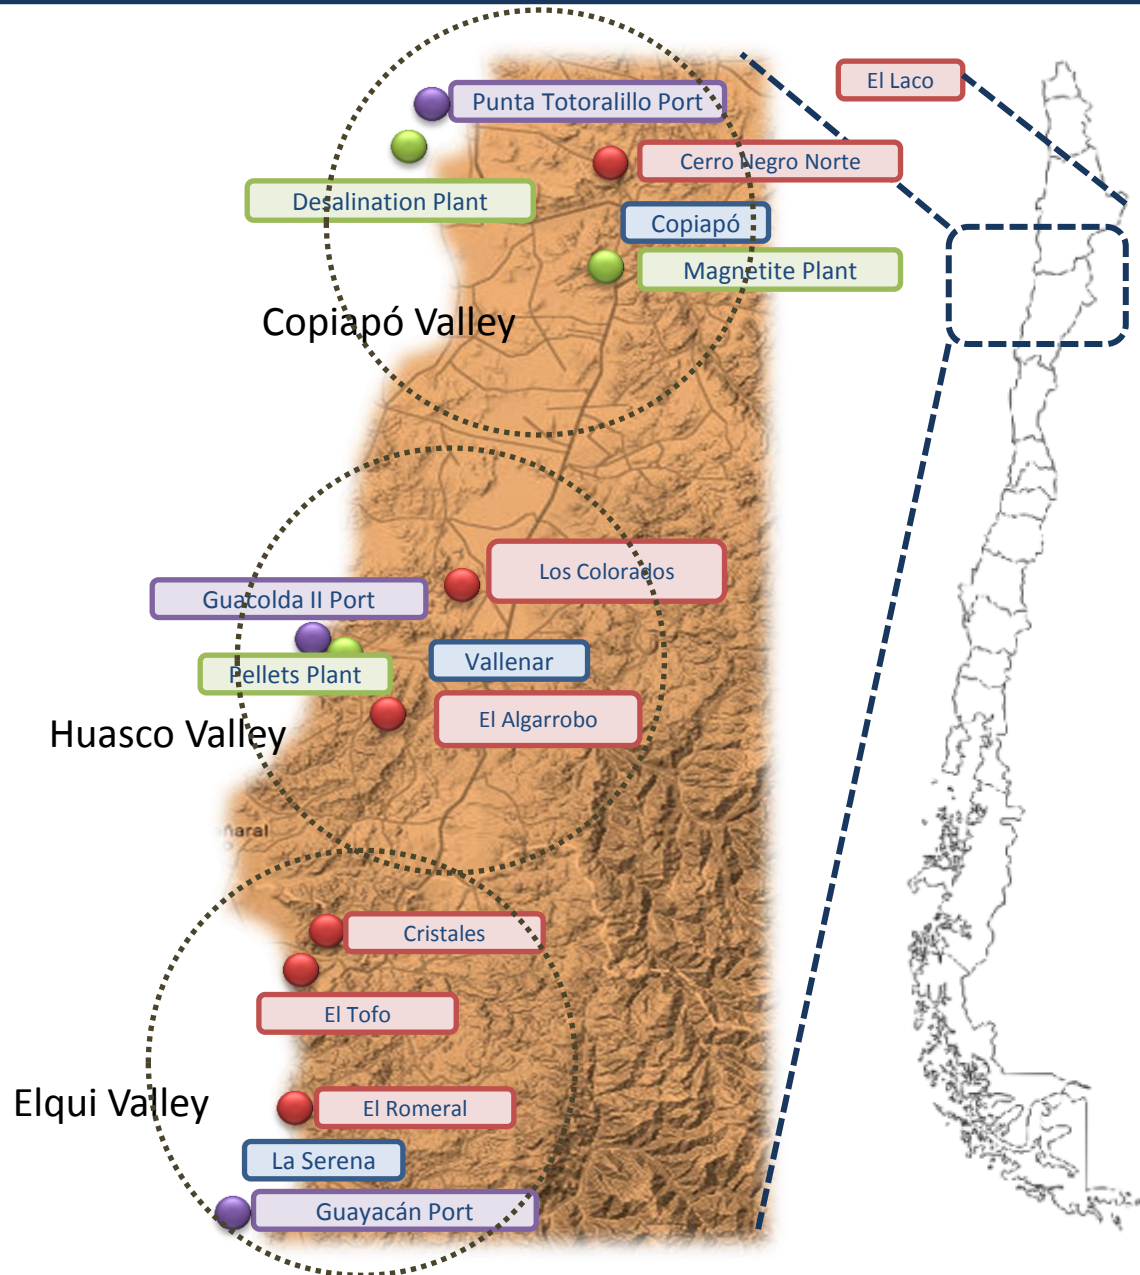 El Laco
Punta Totoralillo Port
Cerro Negro Norte
Desalination Plant
Copiapó
Magnetite Plant
Copiapó Valley
Los Colorados
Guacolda II Port
Vallenar
Pellets Plant
El Algarrobo
Huasco Valley
Cristales
El Tofo
Elqui Valley
El Romeral
La Serena
Guayacán Port